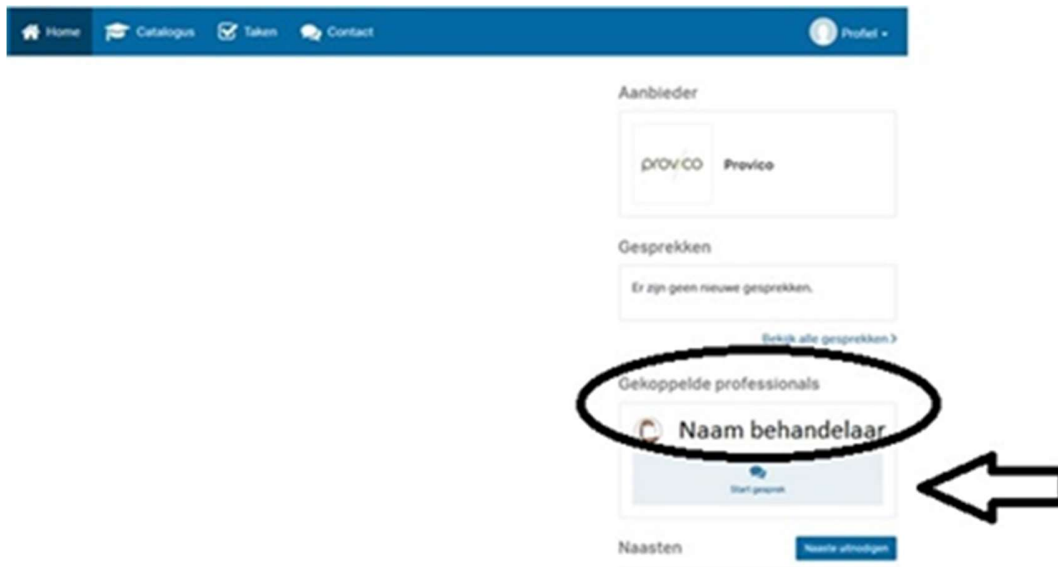 Home Catalogus Taken Contact Profiel
Aanbieder
provico Provico
Gesprekken
Er zijn geen nieuwe gesprekken.
Bekijk alle gesprekken
Gekoppelde professionals
Naam behandelaar
Start gesprek
Naasten Naaste uitnodigen